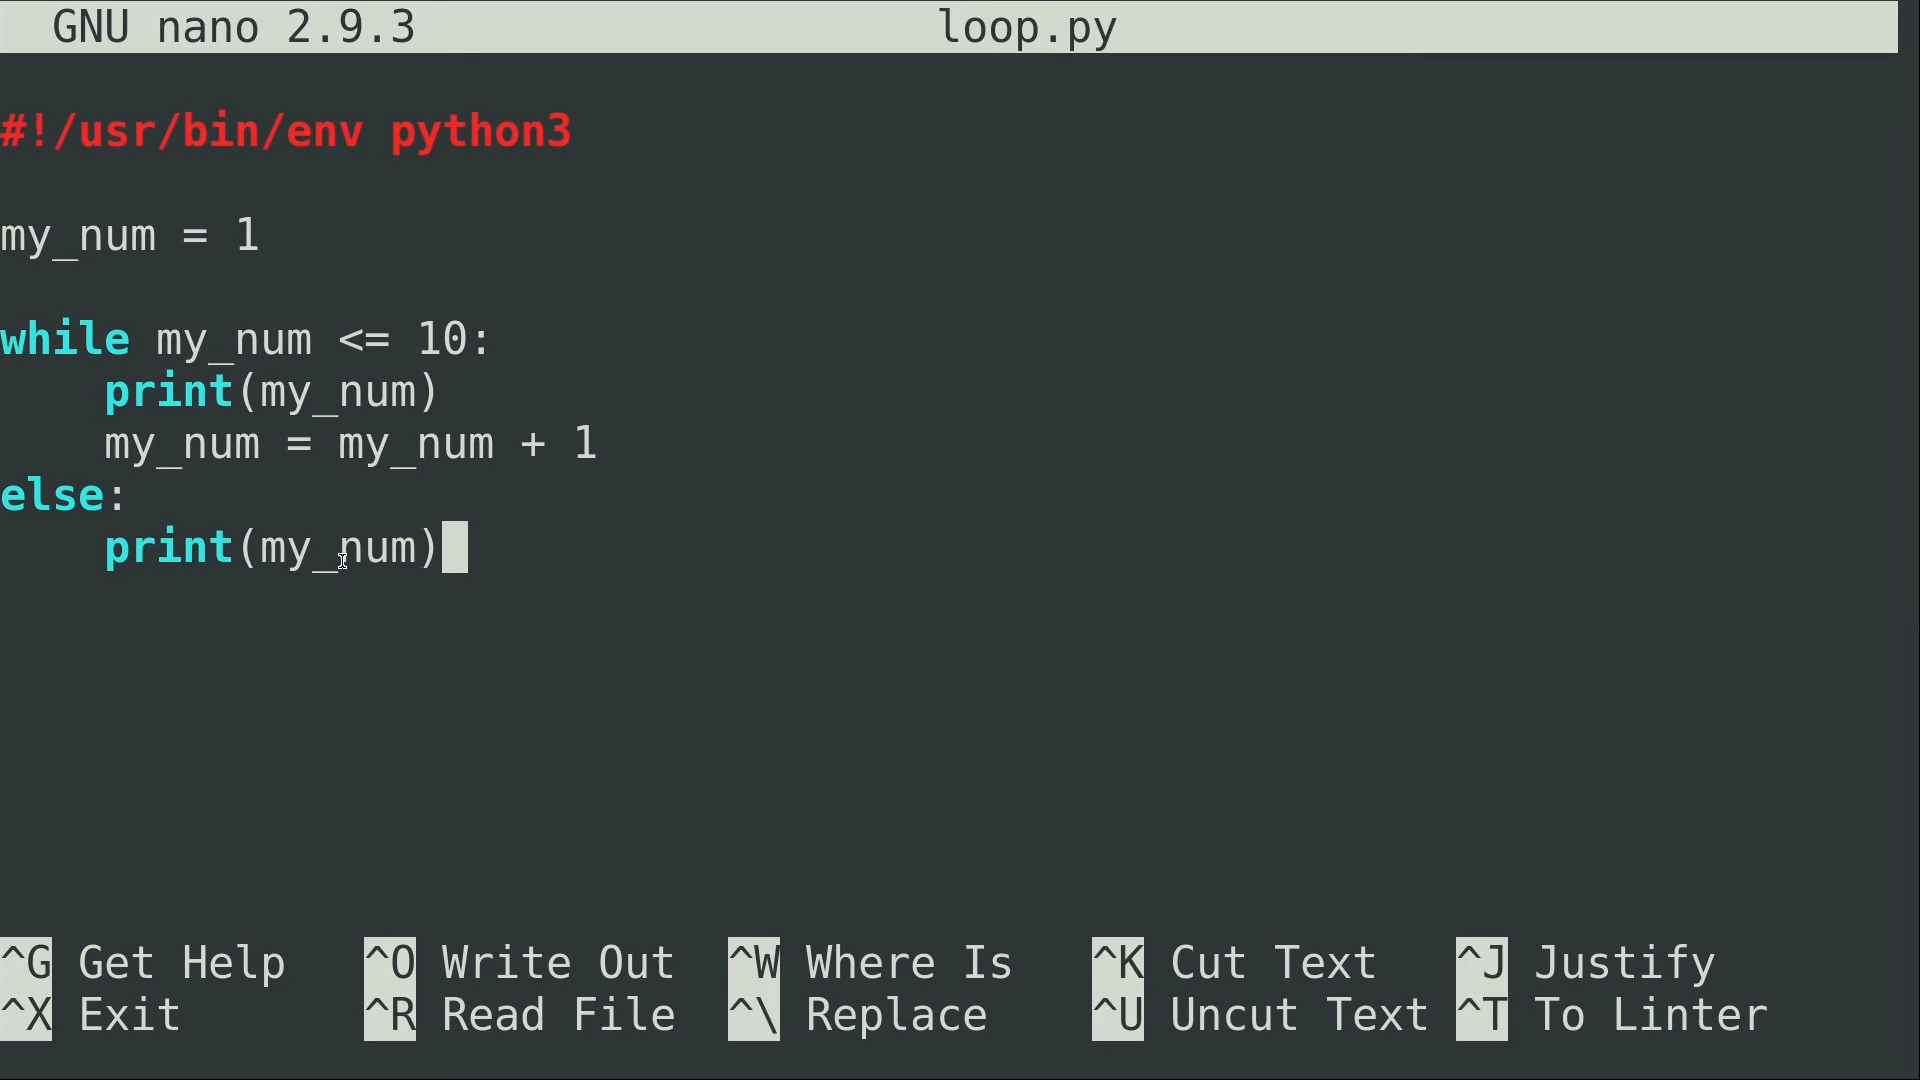 GNU nano 2.9.3 loop.py
#!/usr/bin/env python3
my_num = 1
while my_num <= 10:
    print(my_num)
    my_num = my_num + 1
else:
    print(my_num)
^G Get Help ^O Write Out ^W Where Is ^K Cut Text ^J Justify
^X Exit ^R Read File ^\ Replace ^U Uncut Text ^T To Linter